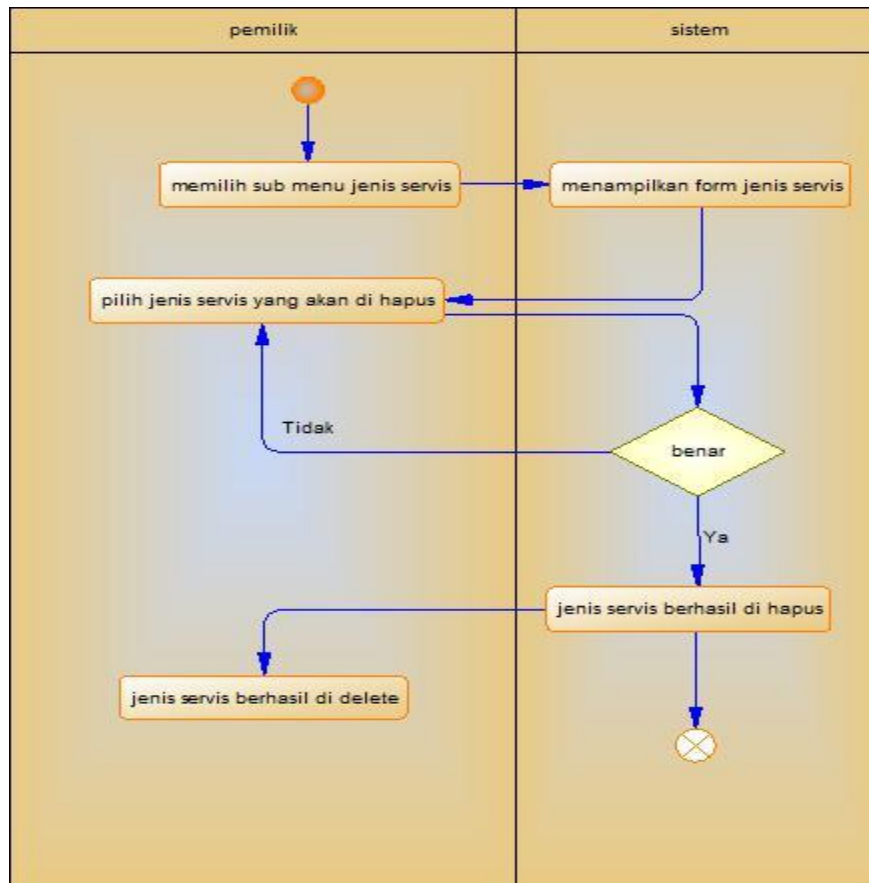 pemilik
sistem
memilih sub menu jenis servis
menampilkan form jenis servis
pilih jenis servis yang akan di hapus
Tidak
benar
Ya
jenis servis berhasil di hapus
jenis servis berhasil di delete